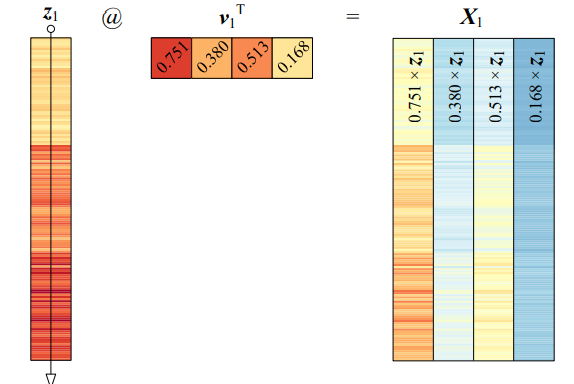 z₁ @ v₁ᵀ = X₁
0.751 0.380 0.513 0.168
0.751 × z₁
0.380 × z₁
0.513 × z₁
0.168 × z₁